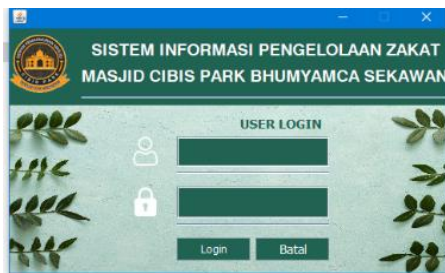 SISTEM INFORMASI PENGELOLAAN ZAKAT
MASJID CIBIS PARK BHUMYAMCA SEKAWAN
USER LOGIN
Login
Batal